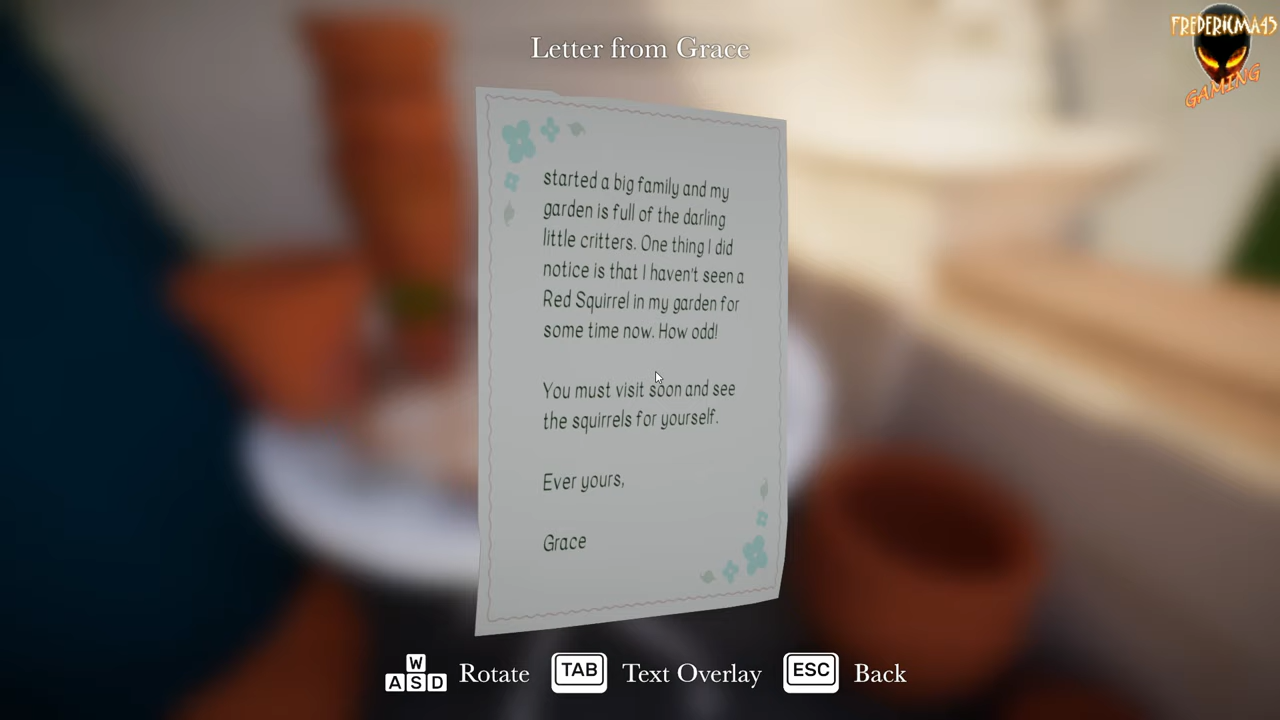 Letter from Grace
FREDERICMA45
GAMING
started a big family and my
garden is full of the darling
little critters. One thing I did
notice is that I haven't seen a
Red Squirrel in my garden for
some time now. How odd!
You must visit soon and see
the squirrels for yourself.
Ever yours,
Grace
W
A S D Rotate TAB Text Overlay ESC Back